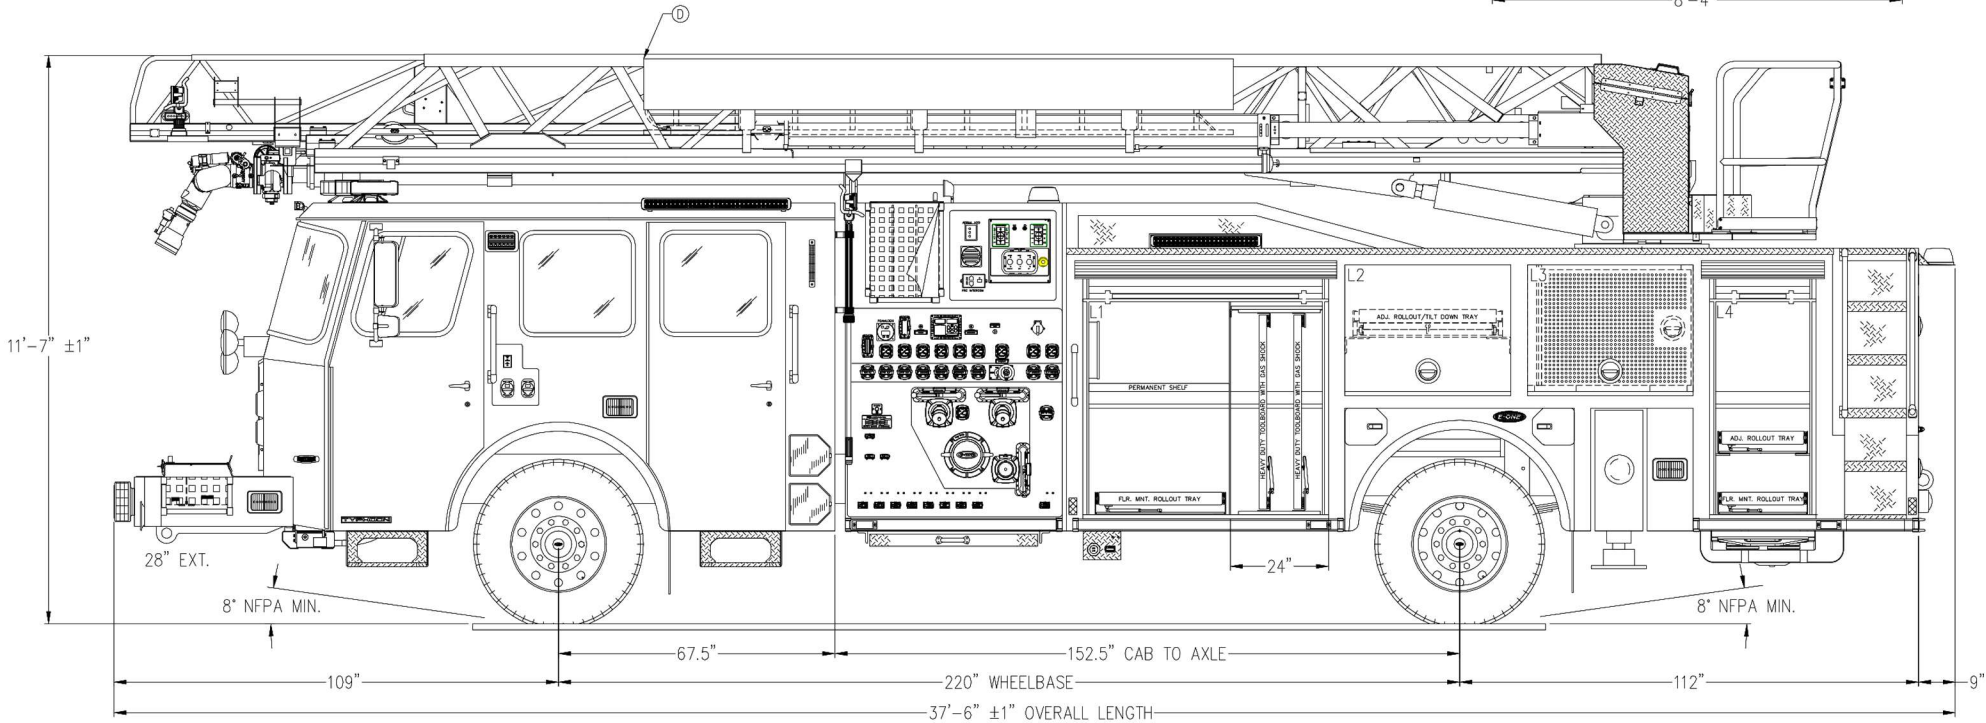 8'-4"
D
11'-7" ±1"
L1
L2
L3
L4
ADJ. ROLLOUT/TILT DOWN TRAY
PERMANENT SHELF
HEAVY DUTY TOOLBOARD WITH GAS SHOCK
HEAVY DUTY TOOLBOARD WITH GAS SHOCK
E-ONE
ADJ. ROLLOUT TRAY
FLR. MNT. ROLLOUT TRAY
FLR. MNT. ROLLOUT TRAY
TYPHOON
28" EXT.
24"
8° NFPA MIN.
8° NFPA MIN.
67.5"
152.5" CAB TO AXLE
109"
220" WHEELBASE
112"
9"
37'-6" ±1" OVERALL LENGTH